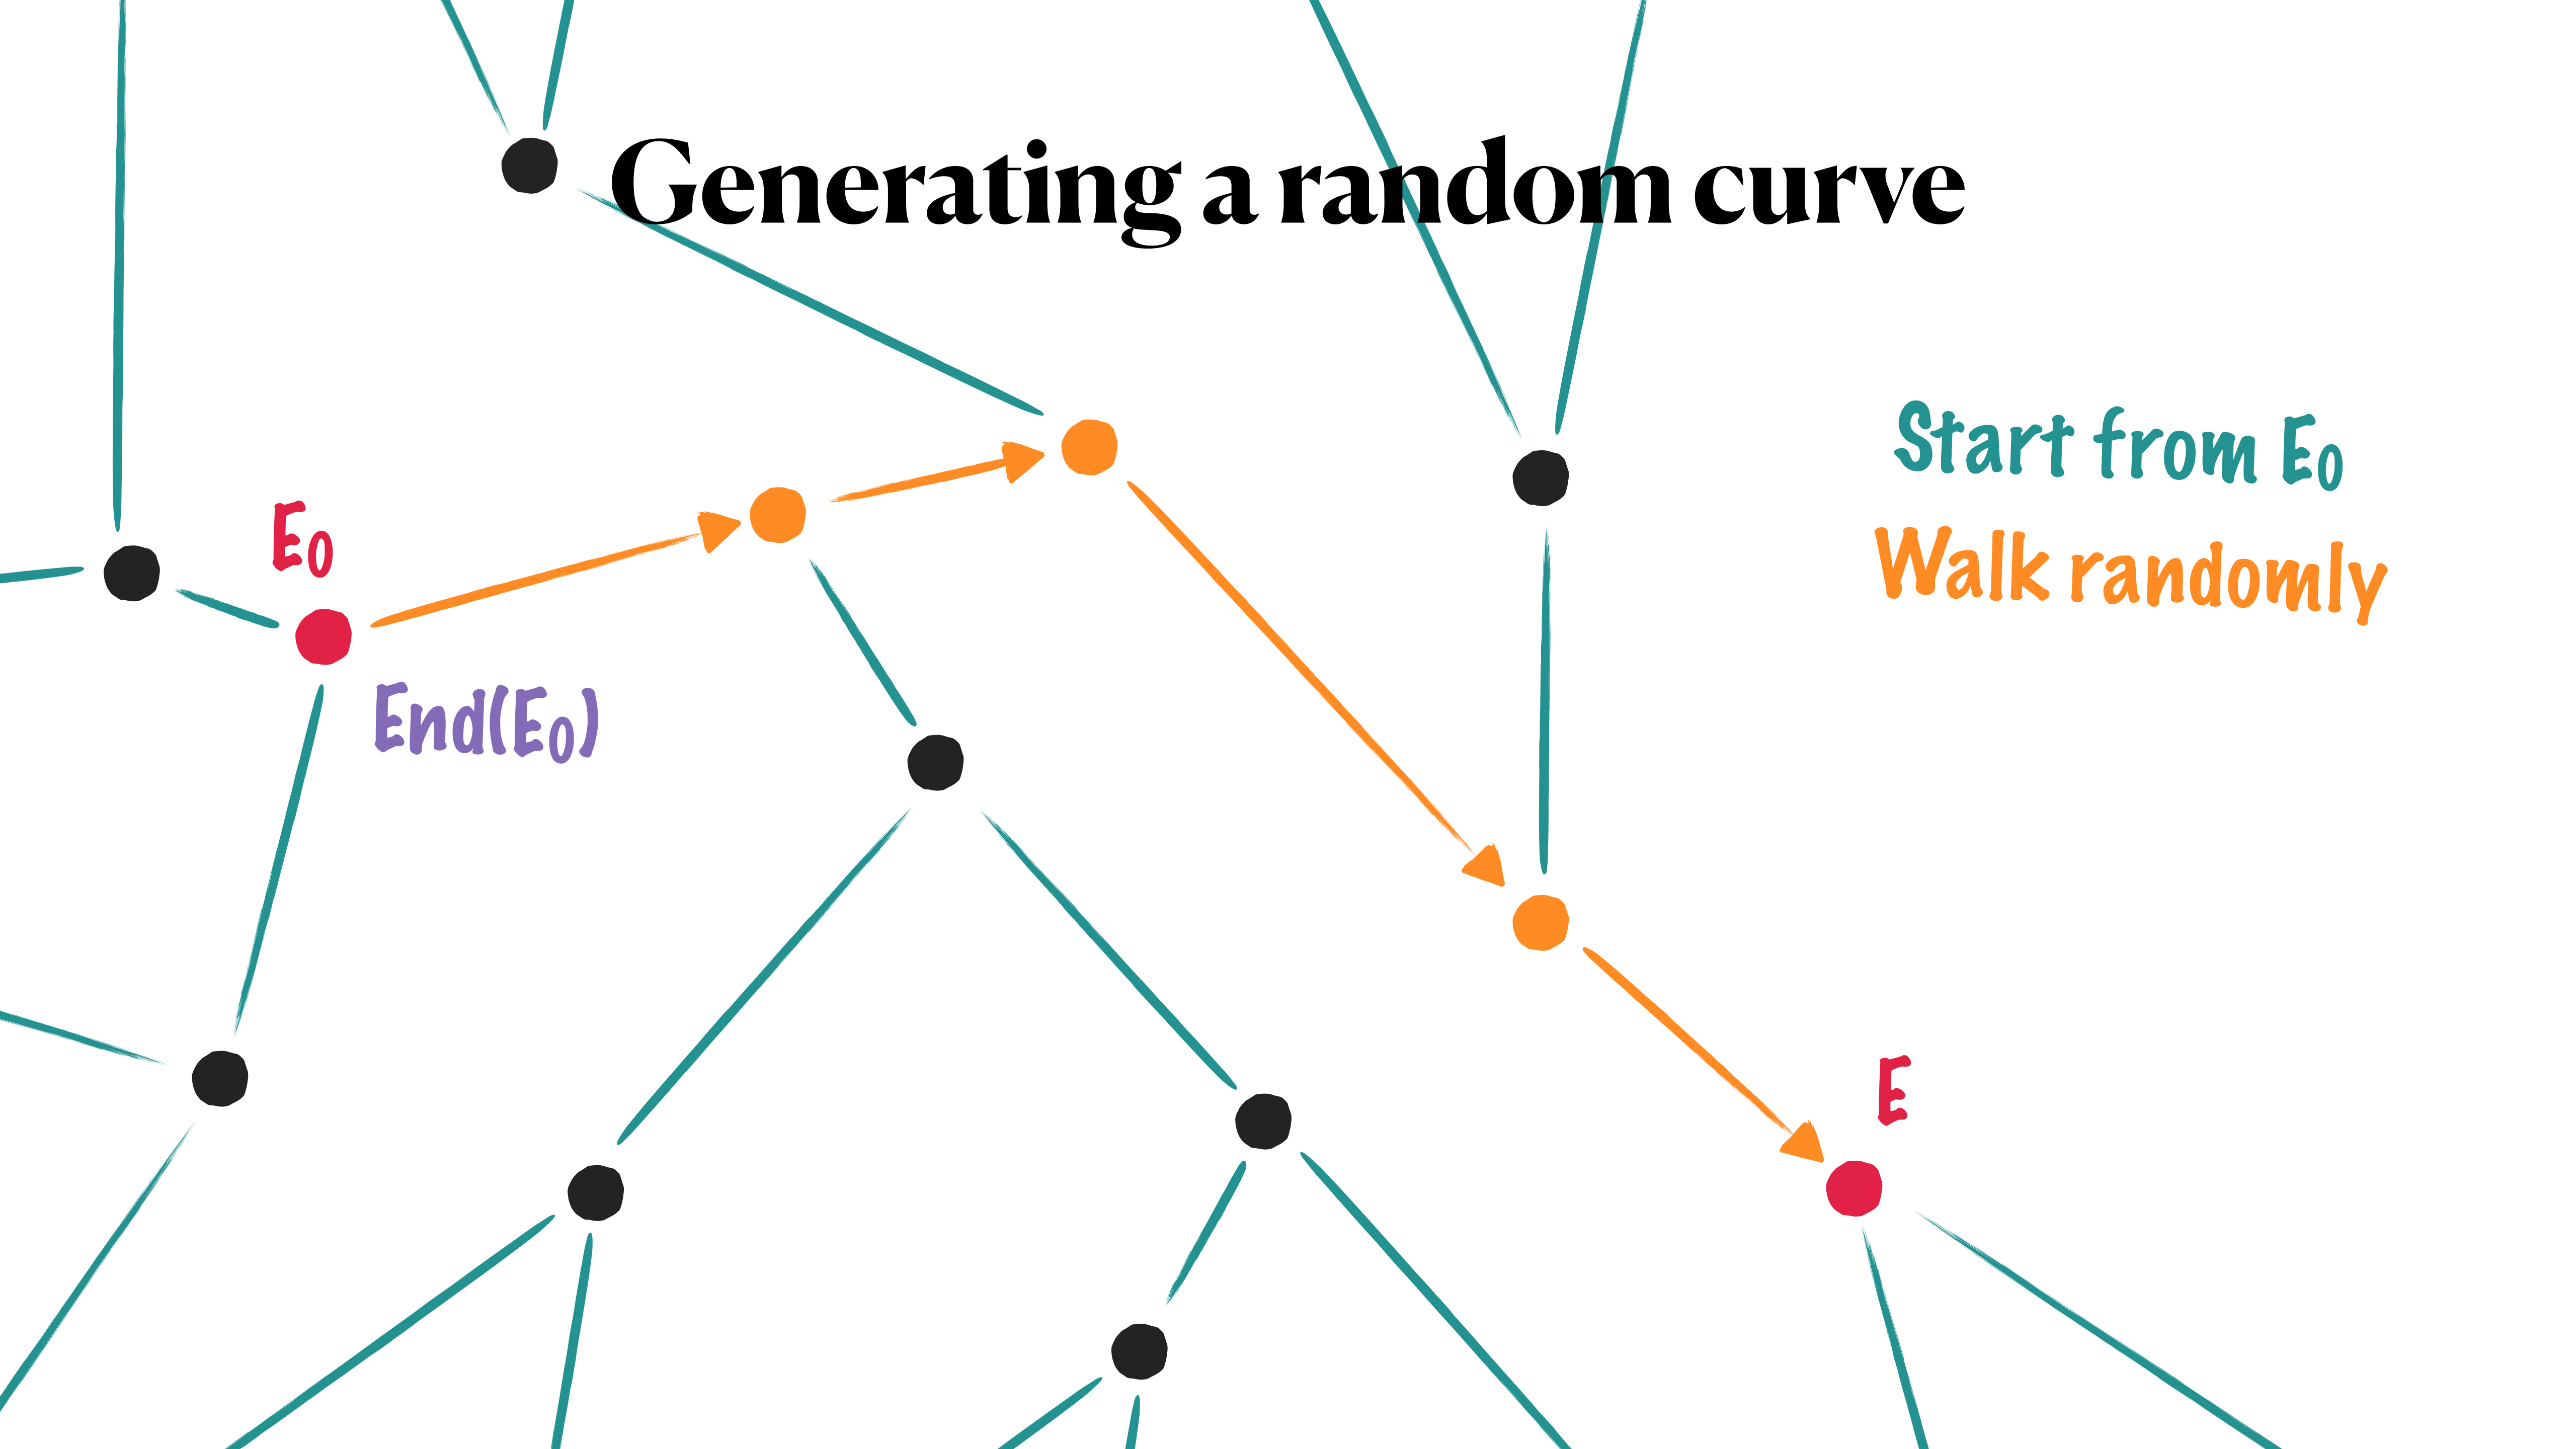 Generating a random curve
Start from E₀
Walk randomly
E₀
End(E₀)
E